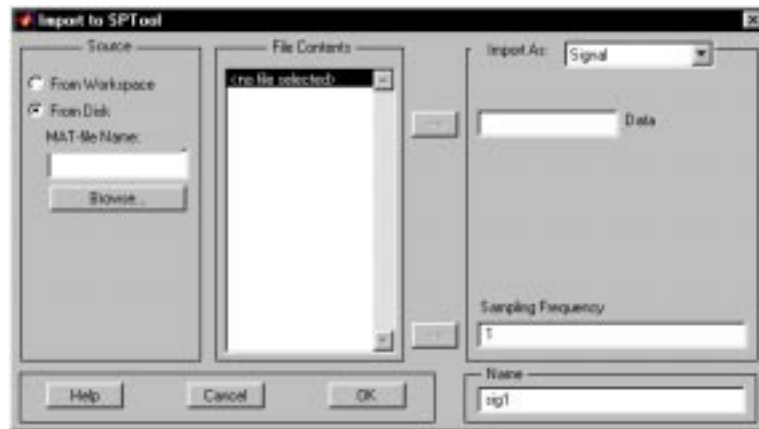 Import to SPTool
Source
From Workspace
From Disk
MAT-file Name:
Browse...
File Contents
<no file selected>
Import As:
Signal
Data
Sampling Frequency
1
Help
Cancel
OK
Name
sig1